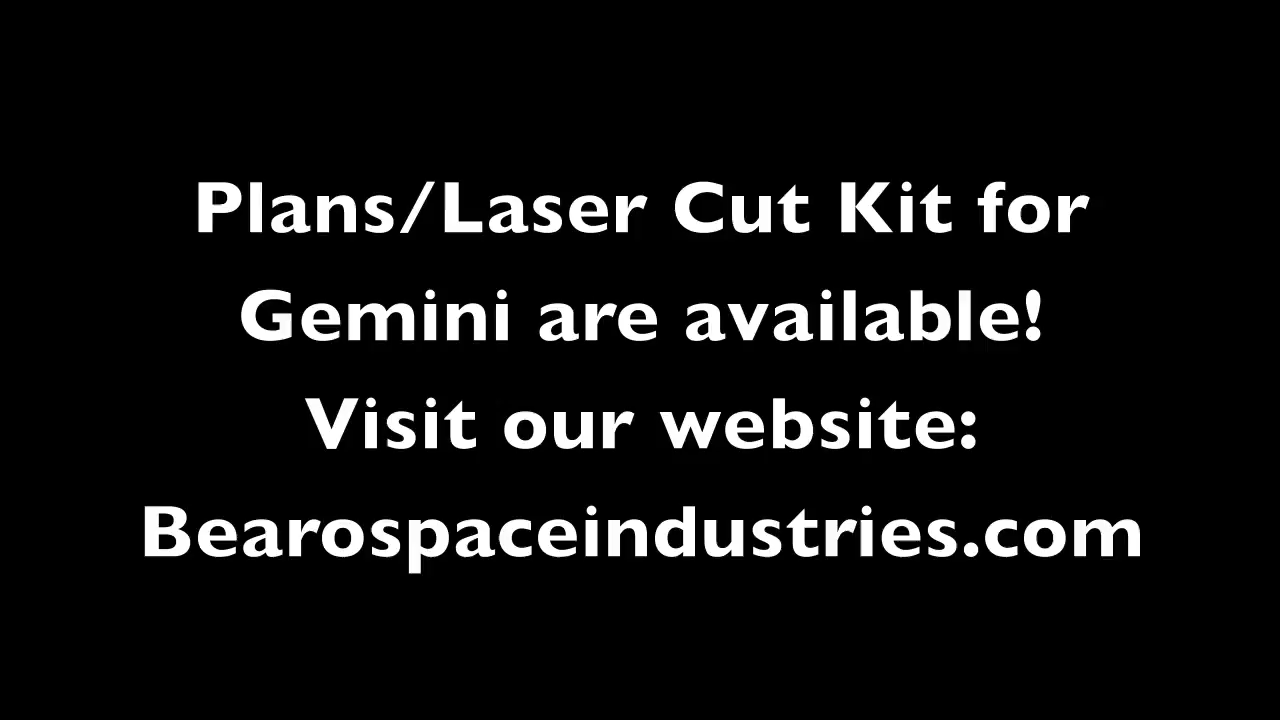 Plans/Laser Cut Kit for
Gemini are available!
Visit our website:
Bearospaceindustries.com